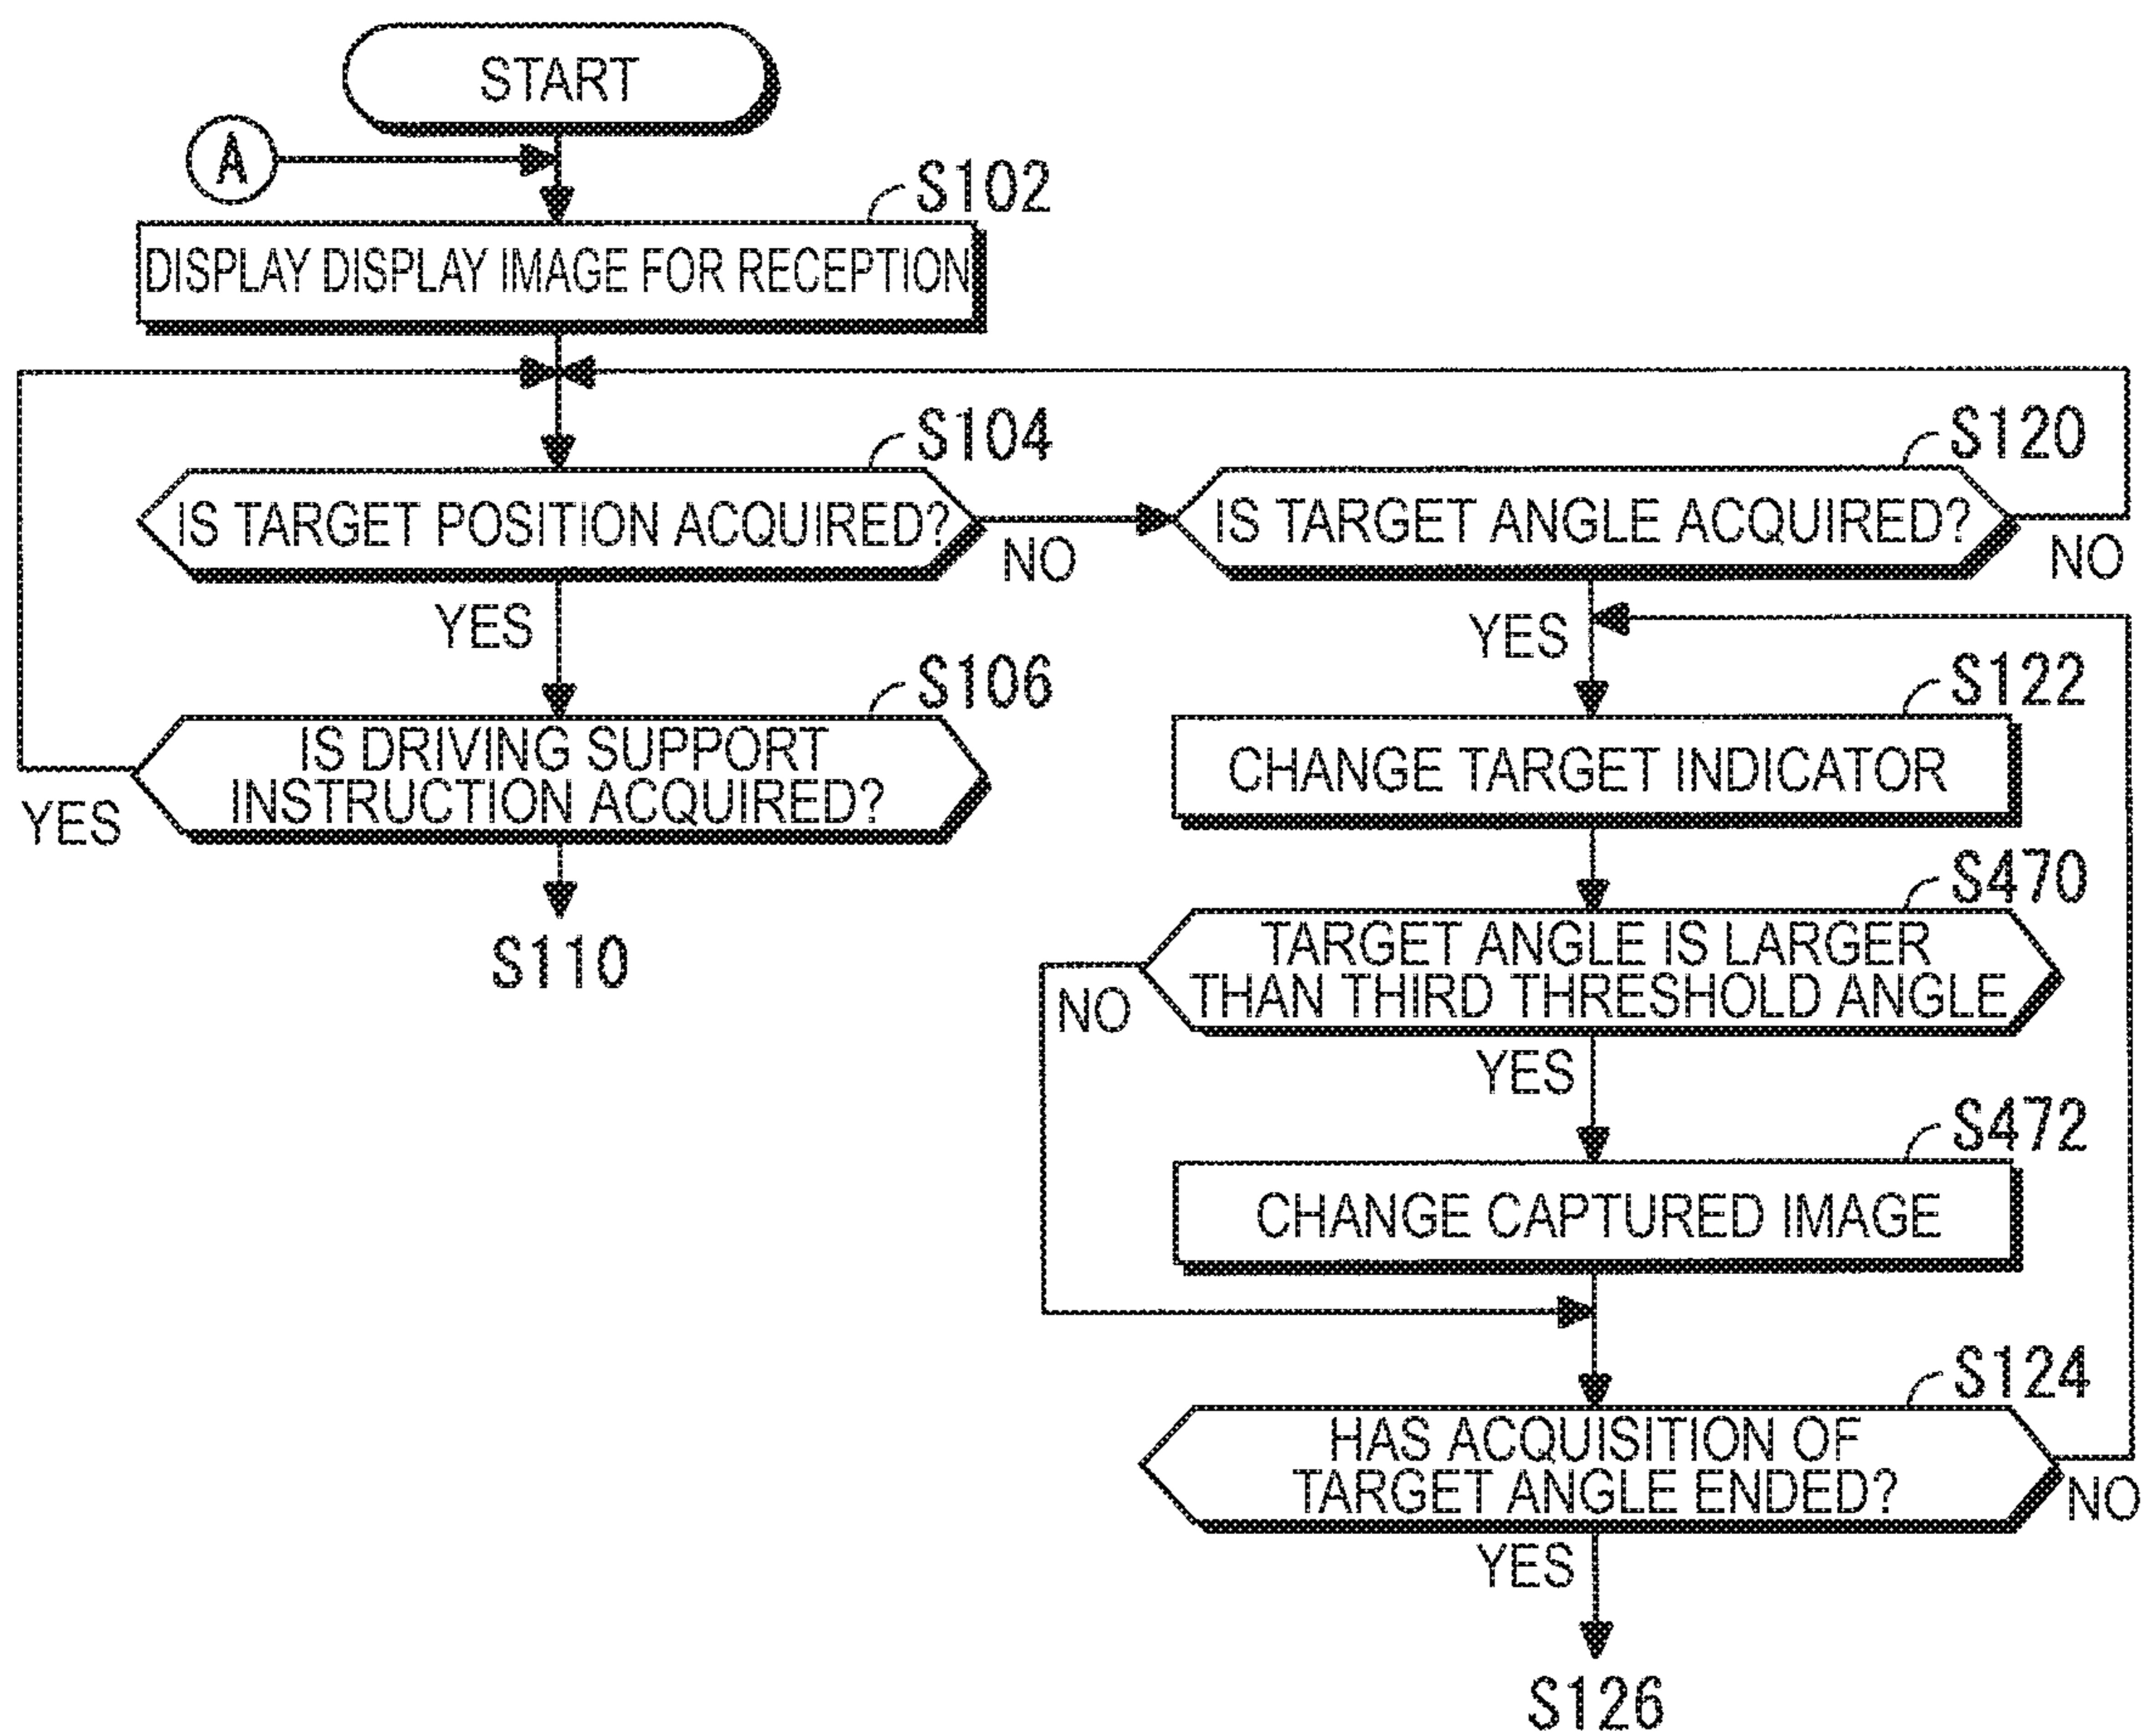 START
A
S102
DISPLAY DISPLAY IMAGE FOR RECEPTION
S104
IS TARGET POSITION ACQUIRED?
NO
YES
S106
IS DRIVING SUPPORT
INSTRUCTION ACQUIRED?
YES
S110
S120
IS TARGET ANGLE ACQUIRED?
NO
YES
S122
CHANGE TARGET INDICATOR
S470
TARGET ANGLE IS LARGER
THAN THIRD THRESHOLD ANGLE
NO
YES
S472
CHANGE CAPTURED IMAGE
S124
HAS ACQUISITION OF
TARGET ANGLE ENDED?
NO
YES
S126